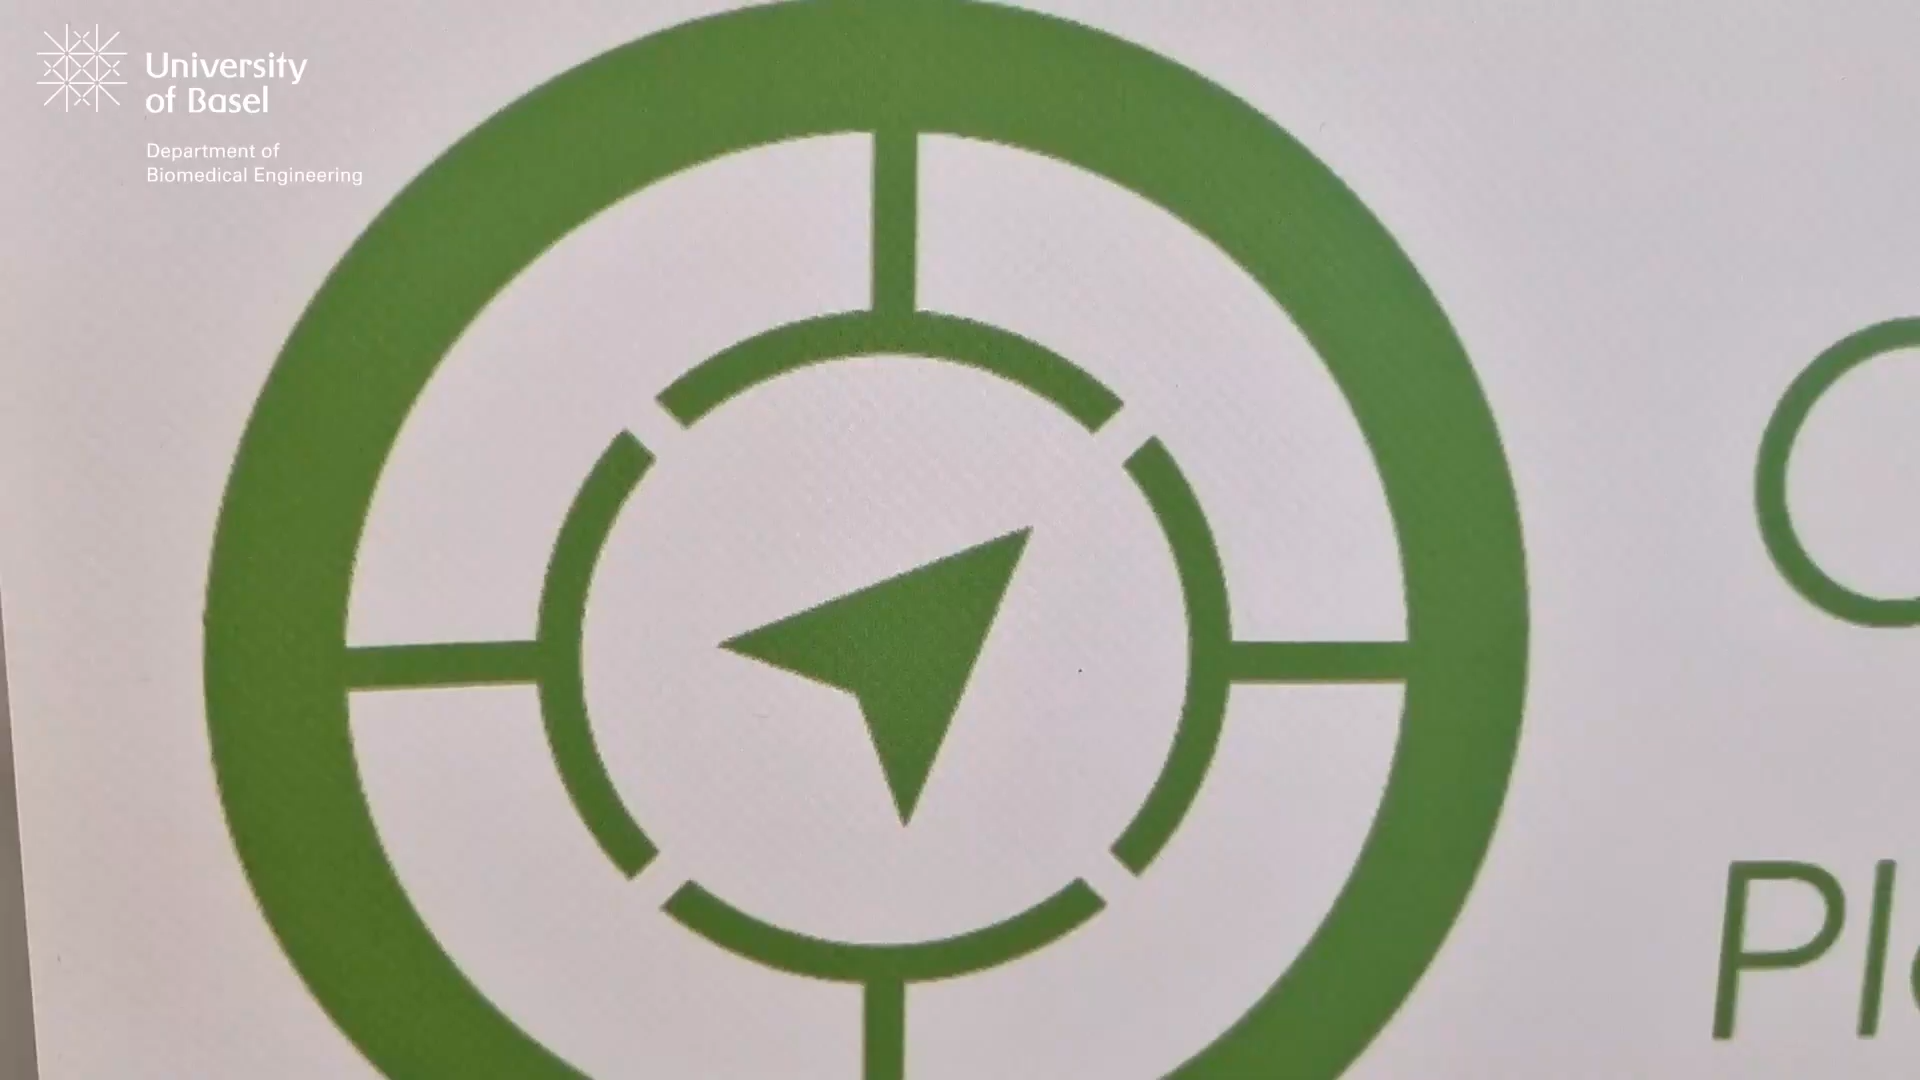 University
of Basel
Department of
Biomedical Engineering